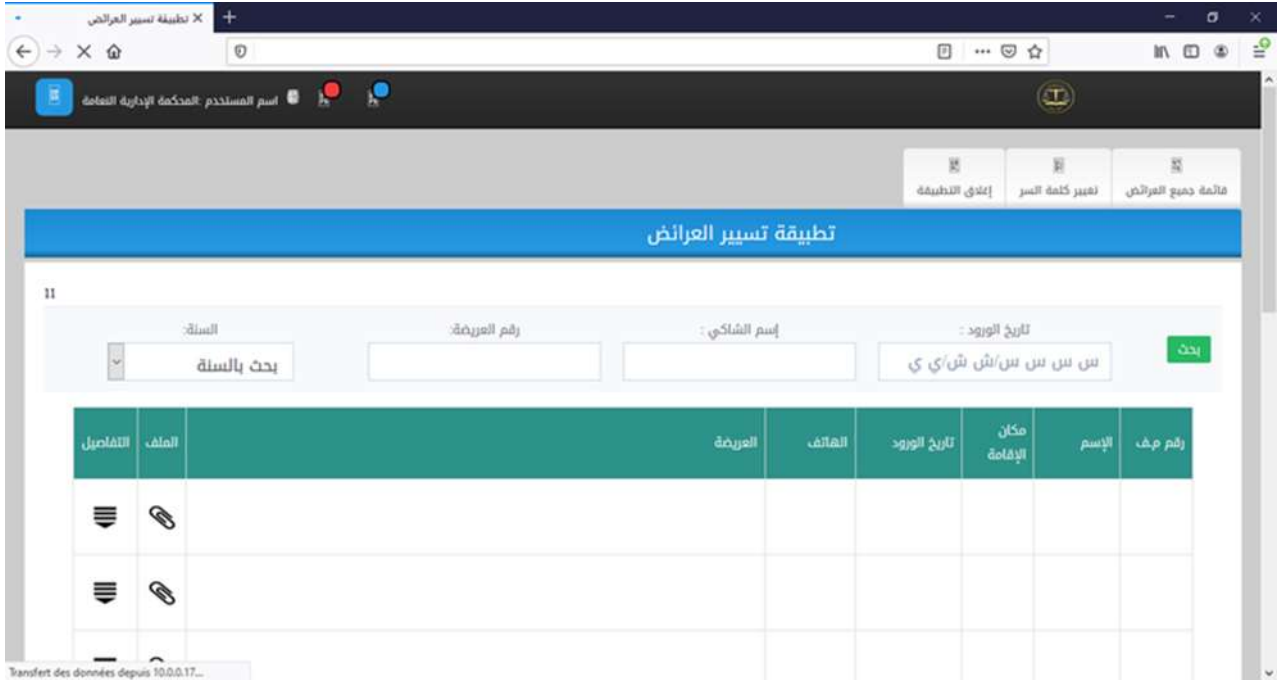 تطبيقة تسيير العرائض
اسم المستخدم :المحكمة الإدارية النعامة
قائمة جميع العرائض
تغيير كلمة السر
إغلاق التطبيقة
تطبيقة تسيير العرائض
11
بحث
تاريخ الورود :
إسم الشاكي :
رقم العريضة:
السنة:
س س س س/ش ش/ي ي
بحث بالسنة
رقم م.ف
الإسم
مكان الإقامة
تاريخ الورود
الهاتف
العريضة
الملف
التفاصيل
Transfert des données depuis 10.0.0.17...